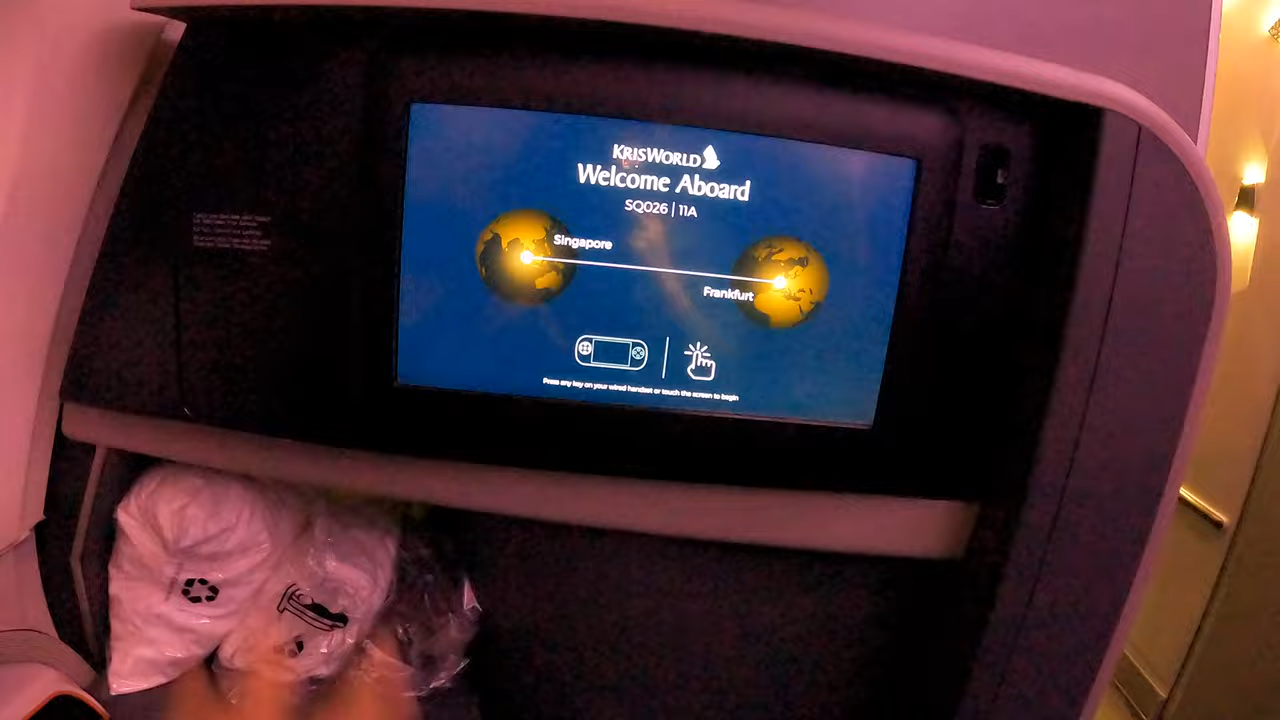 KRISWORLD
Welcome Aboard
SQ026 | 11A
Singapore
Frankfurt
Press any key on your wired handset or touch the screen to begin